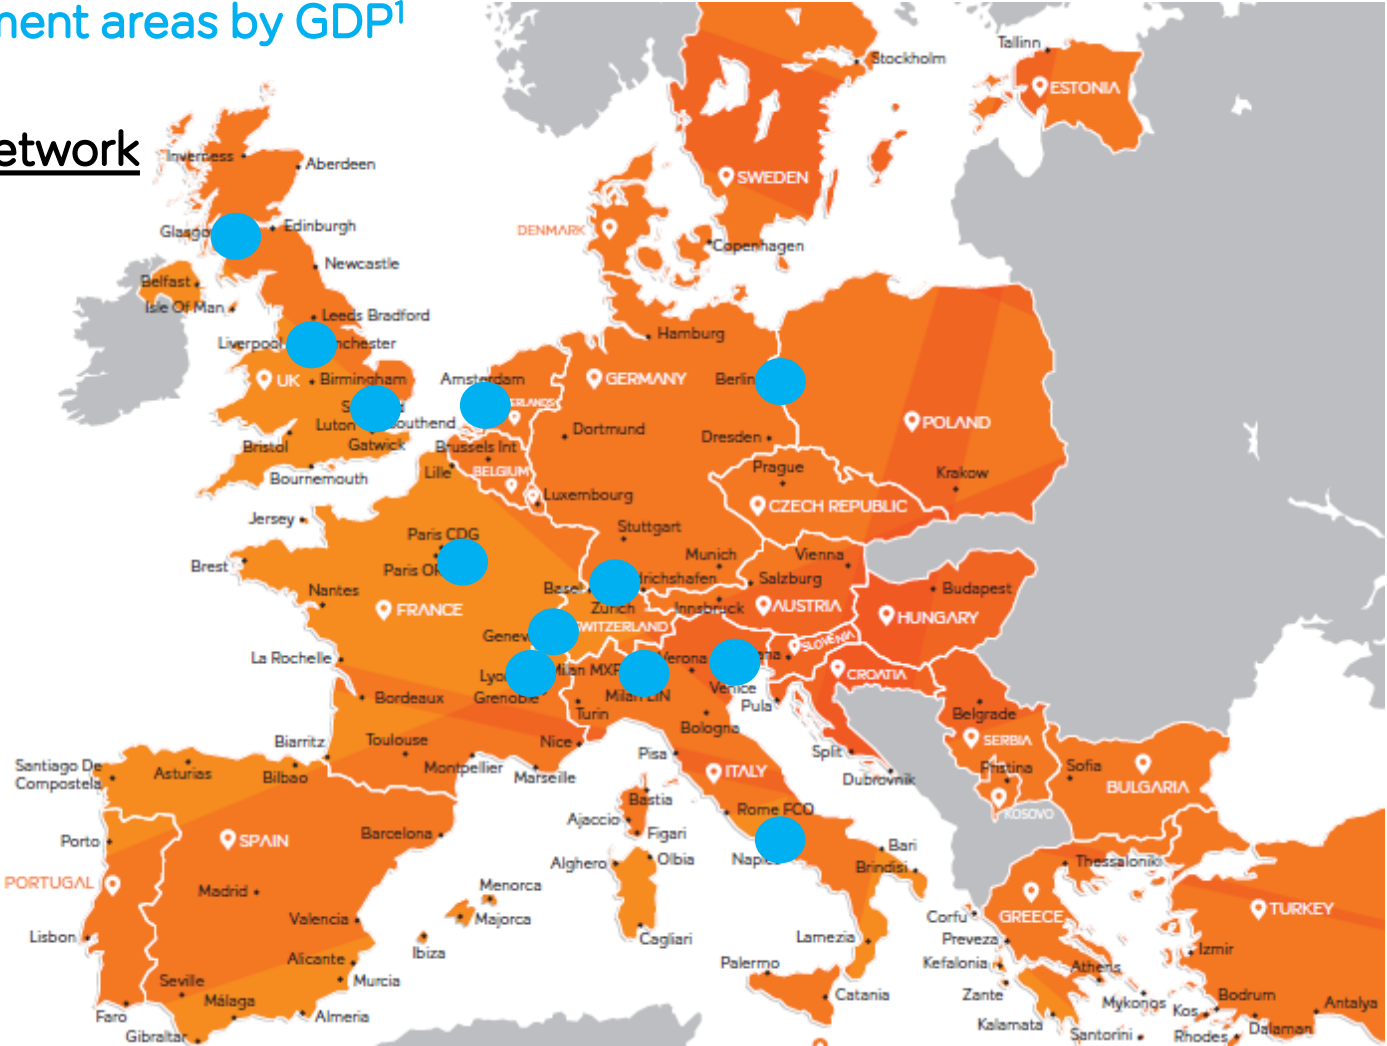 ment areas by GDP¹
etwork
Stockholm
Tallinn
ESTONIA
Inverness
Aberdeen
SWEDEN
Glasgo
Edinburgh
DENMARK
Copenhagen
Newcastle
Belfast
Isle Of Man
Leeds Bradford
Hamburg
Liverpool
nchester
UK
Birmingham
Amsterdam
GERMANY
Berlin
ERLANDS
Luton
outhend
POLAND
Bristol
Gatwick
Brussels Int
Dortmund
Dresden
Bournemouth
Lille
BELGIUM
Prague
Krakow
Luxembourg
CZECH REPUBLIC
Jersey
Paris CDG
Stuttgart
Brest
Paris O
Munich
Vienna
Nantes
Basel
drichshafen
Salzburg
Budapest
FRANCE
Zurich
Innsbruck
AUSTRIA
HUNGARY
Genev
SWITZERLAND
SLOVENIA
La Rochelle
Lyo
Milan MXP
Verona
ana
CROATIA
Bordeaux
Grenoble
Milan LIN
Venice
Pula
Turin
Bologna
Belgrade
Biarritz
Toulouse
Nice
Pisa
Split
SERBIA
Santiago De
Compostela
Asturias
Bilbao
Montpellier
Marseille
ITALY
Dubrovnik
Pristina
Sofia
BULGARIA
Bastia
Rome FCO
KOSOVO
Porto
SPAIN
Barcelona
Ajaccio
Figari
Alghero
Olbia
Naples
Bari
Brindisi
Thessaloniki
PORTUGAL
Madrid
Menorca
Majorca
Corfu
GREECE
TURKEY
Lisbon
Valencia
Ibiza
Cagliari
Lamezia
Preveza
Izmir
Alicante
Murcia
Palermo
Kefalonia
Athens
Seville
Málaga
Catania
Zante
Mykonos
Bodrum
Antalya
Faro
Almeria
Kalamata
Kos
Gibraltar
Santorini
Rhodes
Dalaman